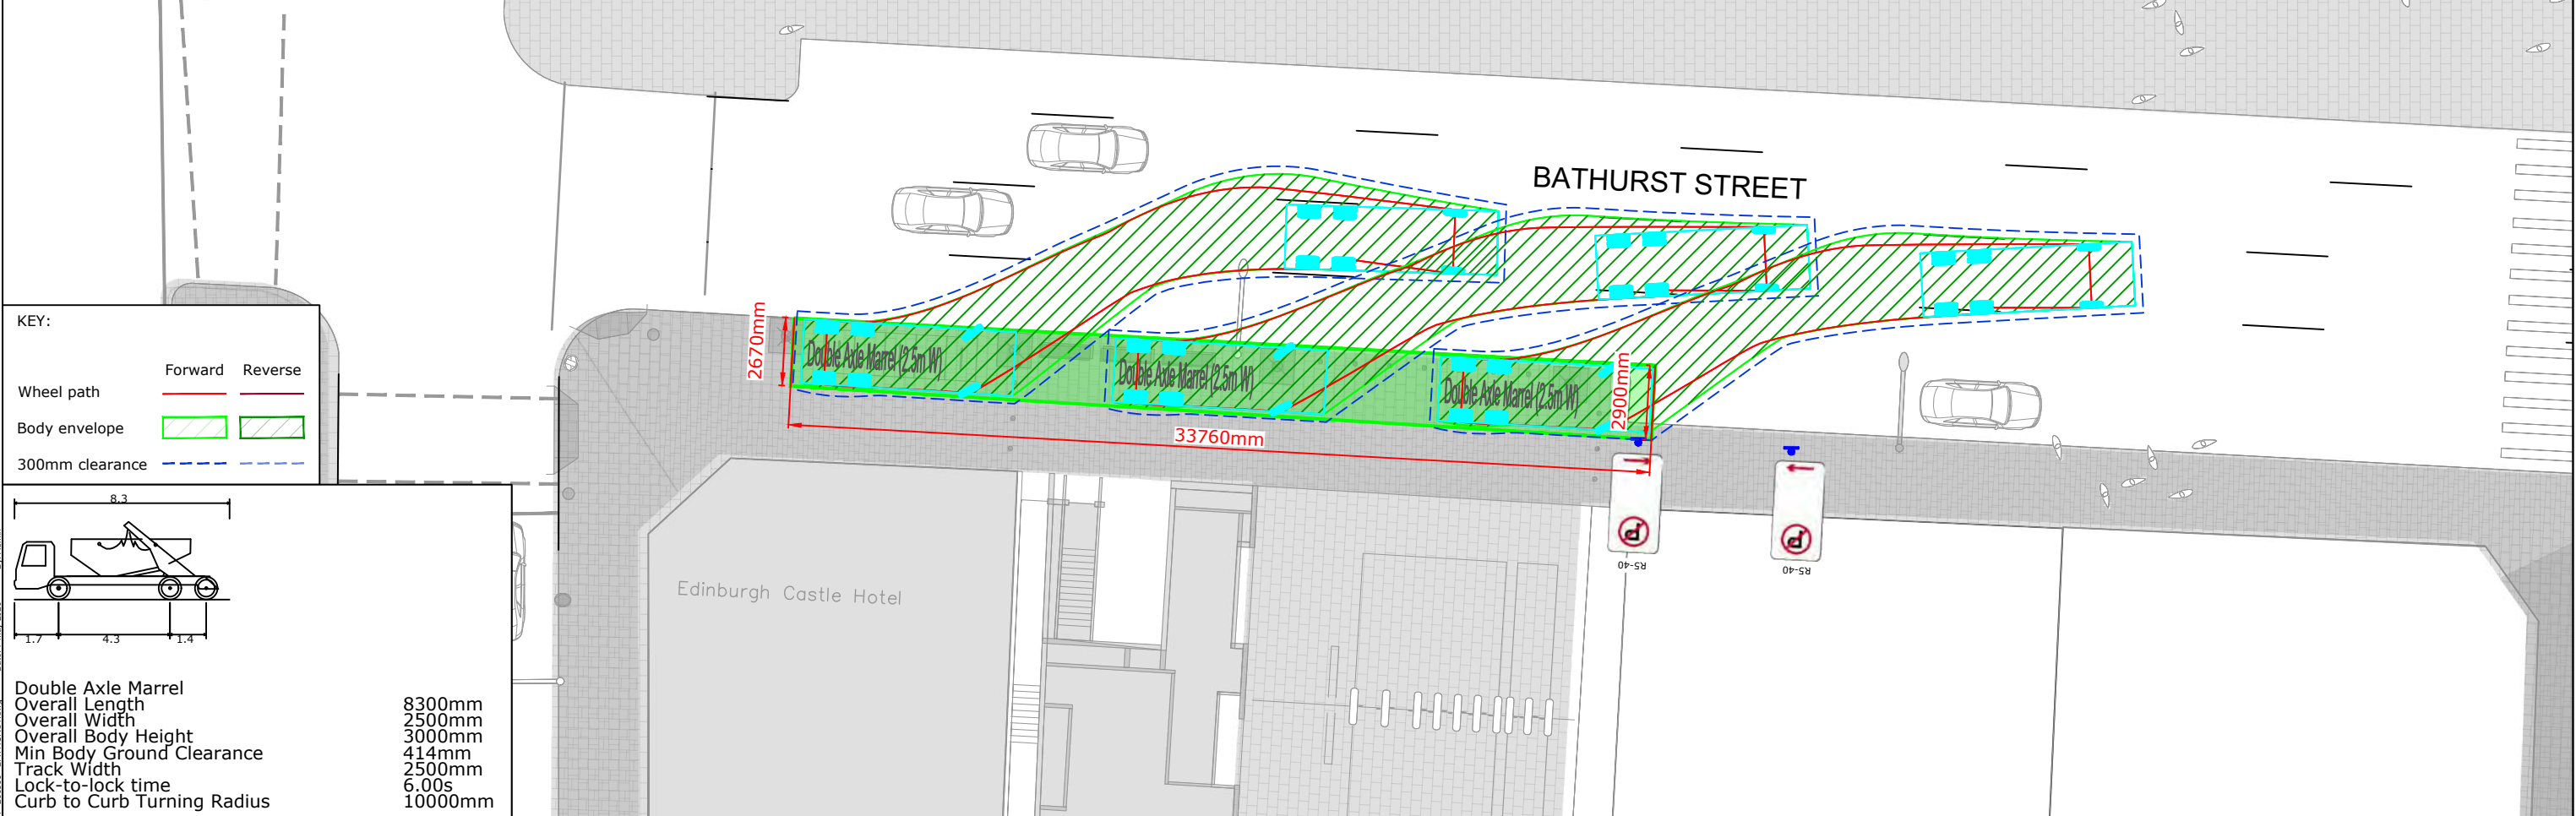 BATHURST STREET
KEY:
Forward Reverse
Wheel path
Body envelope
300mm clearance
2670mm
Double Axle Marrel (2.5m W)
Double Axle Marrel (2.5m W)
Double Axle Marrel (2.5m W)
2900mm
33760mm
P
R5-40
P
R5-40
Edinburgh Castle Hotel
8.3
1.7 4.3 1.4
Double Axle Marrel
Overall Length 8300mm
Overall Width 2500mm
Overall Body Height 3000mm
Min Body Ground Clearance 414mm
Track Width 2500mm
Lock-to-lock time 6.00s
Curb to Curb Turning Radius 10000mm